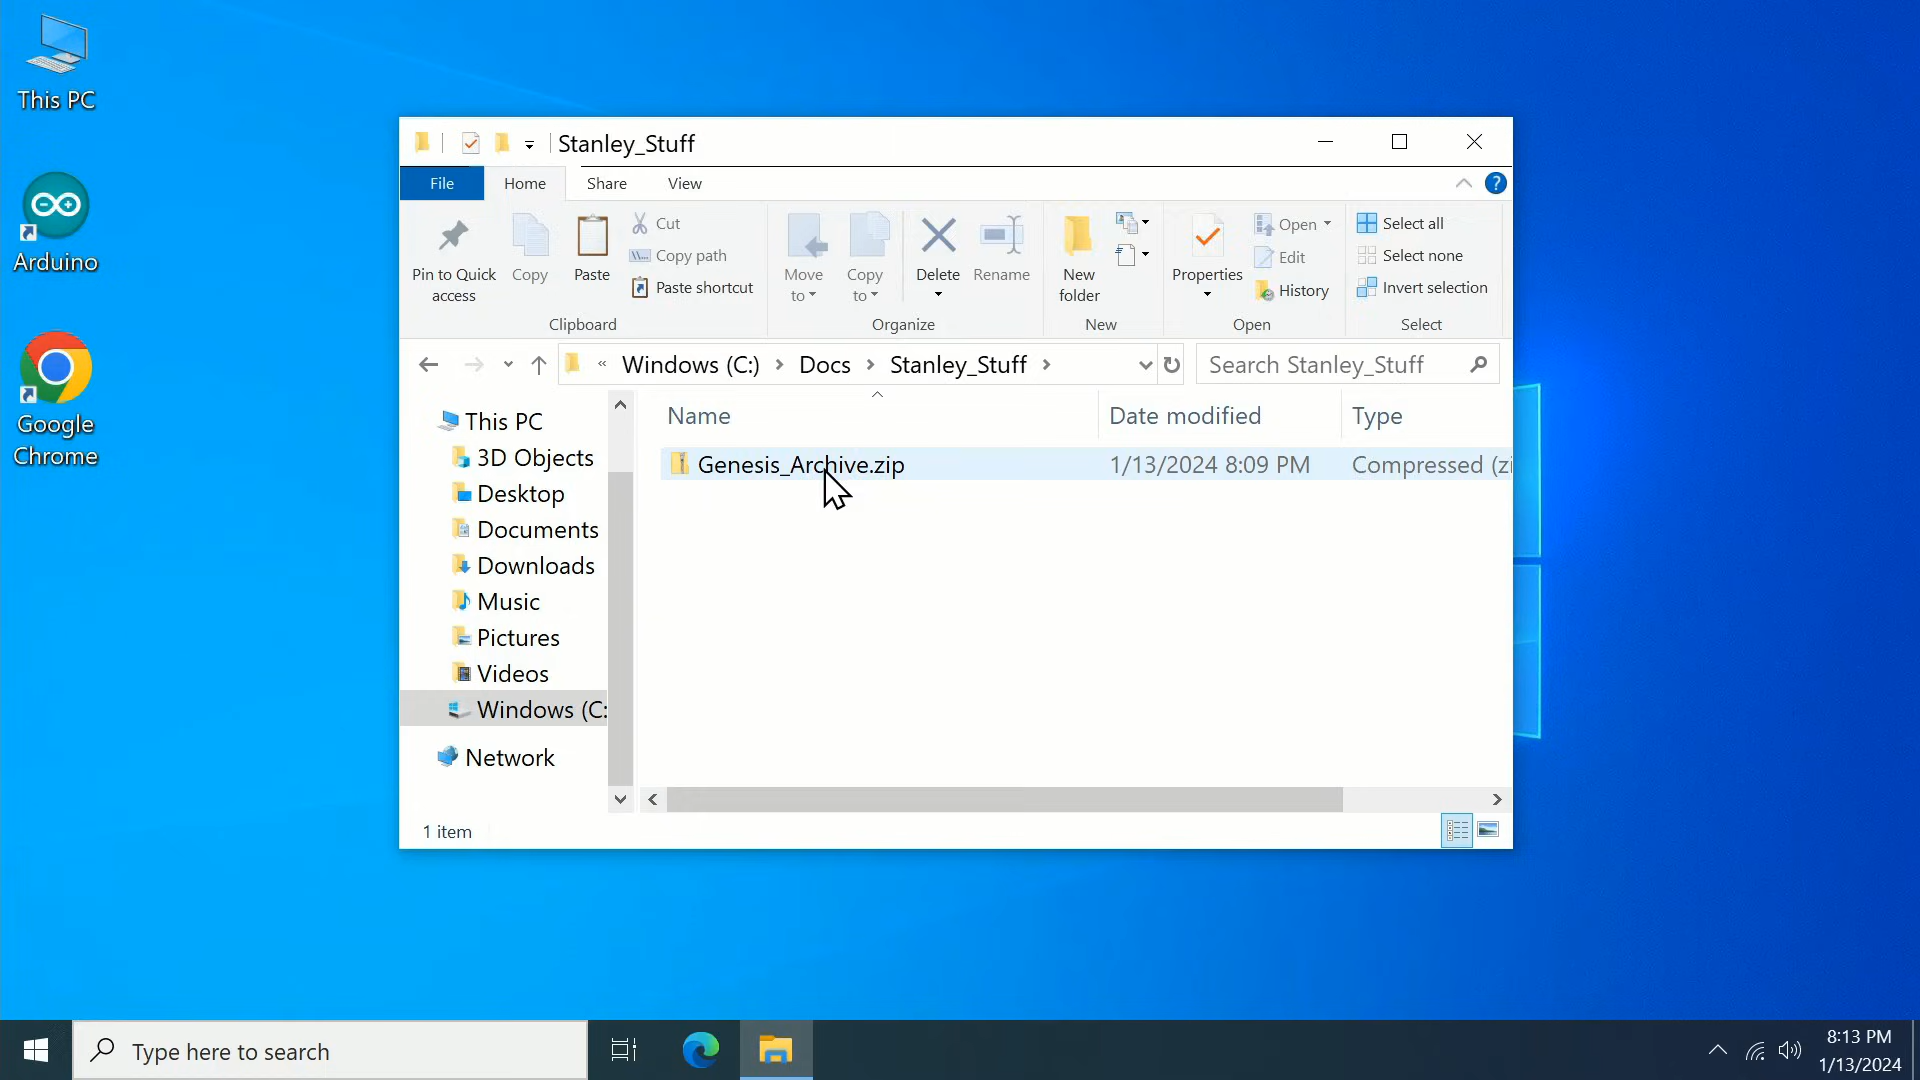 This PC
Arduino
Google
Chrome
Stanley_Stuff
File
Home
Share
View
?
Pin to Quick
access
Copy
Paste
Cut
Copy path
Paste shortcut
Clipboard
Move
to
Copy
to
Delete
Rename
Organize
New
folder
New
Properties
Open
Edit
History
Open
Select all
Select none
Invert selection
Select
« Windows (C:) › Docs › Stanley_Stuff ›
Search Stanley_Stuff
This PC
3D Objects
Desktop
Documents
Downloads
Music
Pictures
Videos
Windows (C:
Network
Name
Date modified
Type
Genesis_Archive.zip
1/13/2024 8:09 PM
Compressed (zi
1 item
Type here to search
8:13 PM
1/13/2024